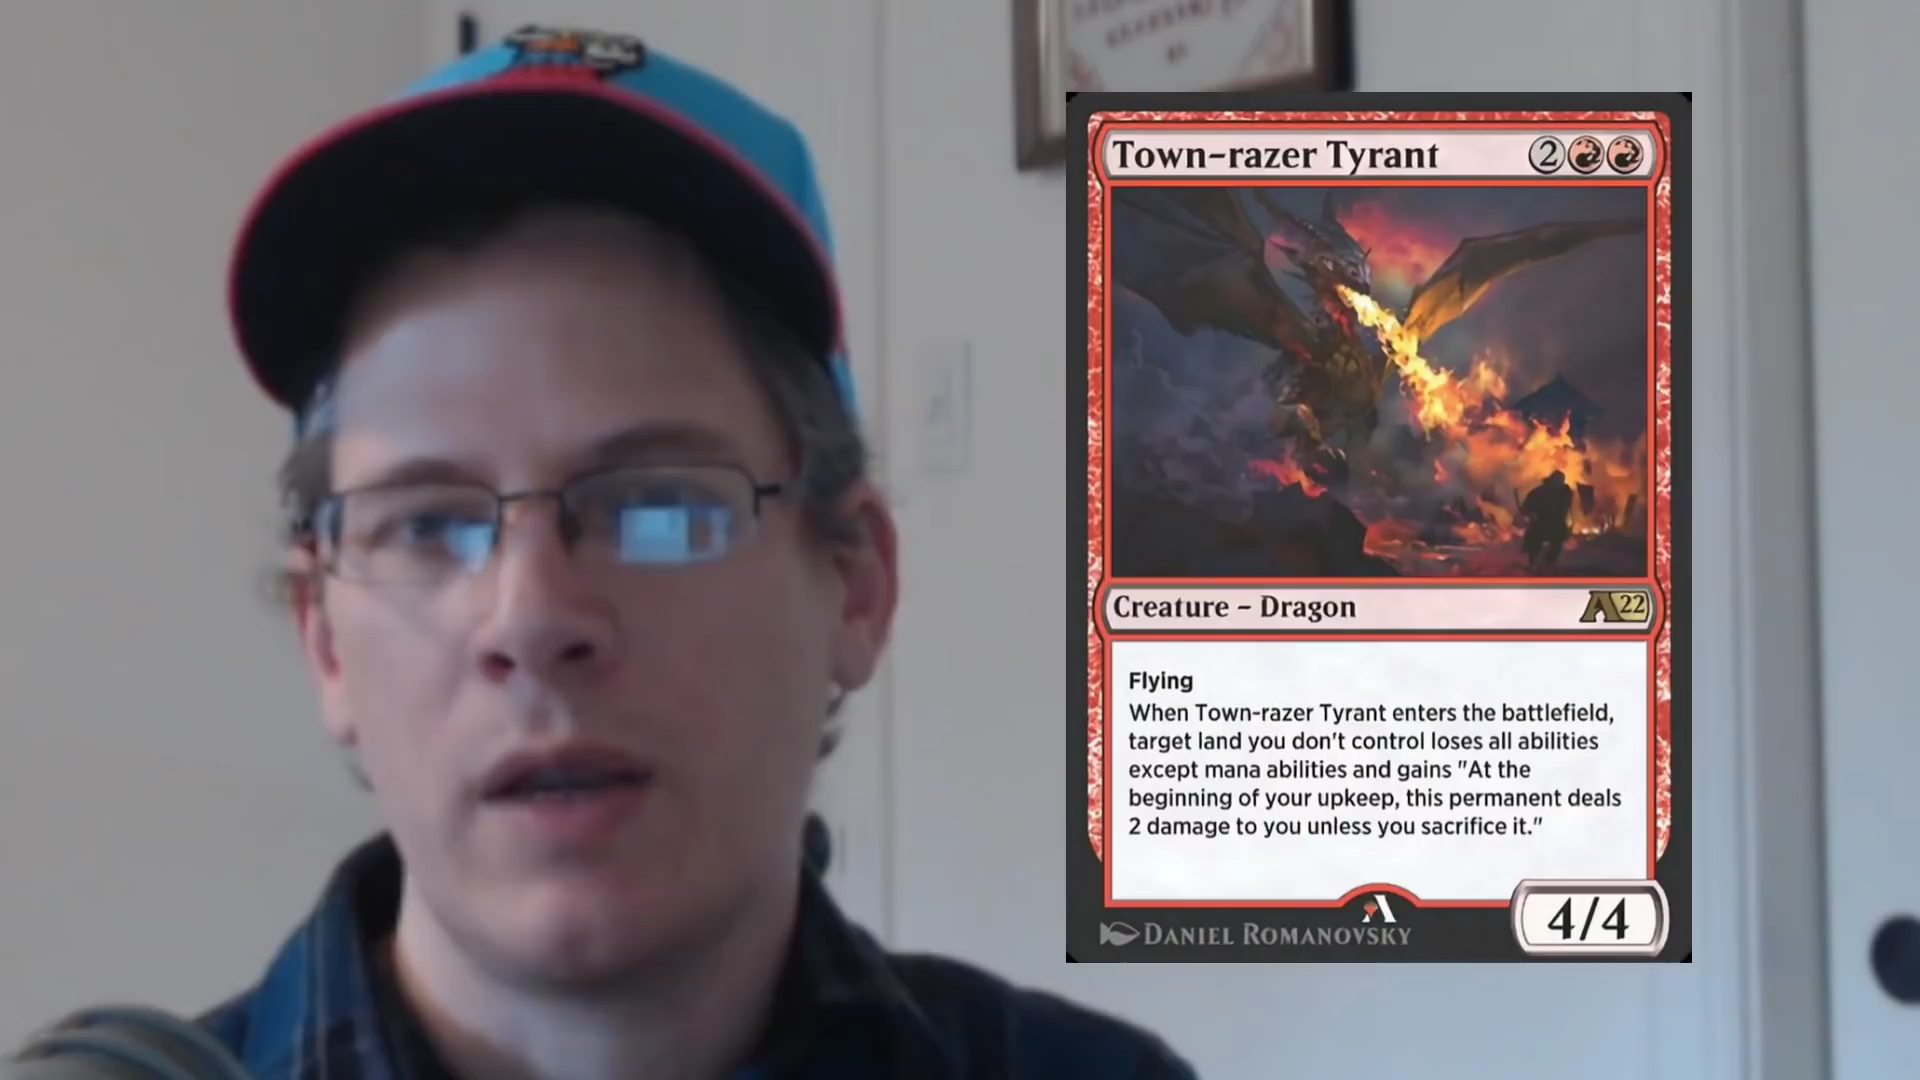 Town-razer Tyrant 2
Creature – Dragon A22
Flying
When Town-razer Tyrant enters the battlefield,
target land you don't control loses all abilities
except mana abilities and gains "At the
beginning of your upkeep, this permanent deals
2 damage to you unless you sacrifice it."
4/4
DANIEL ROMANOVSKY